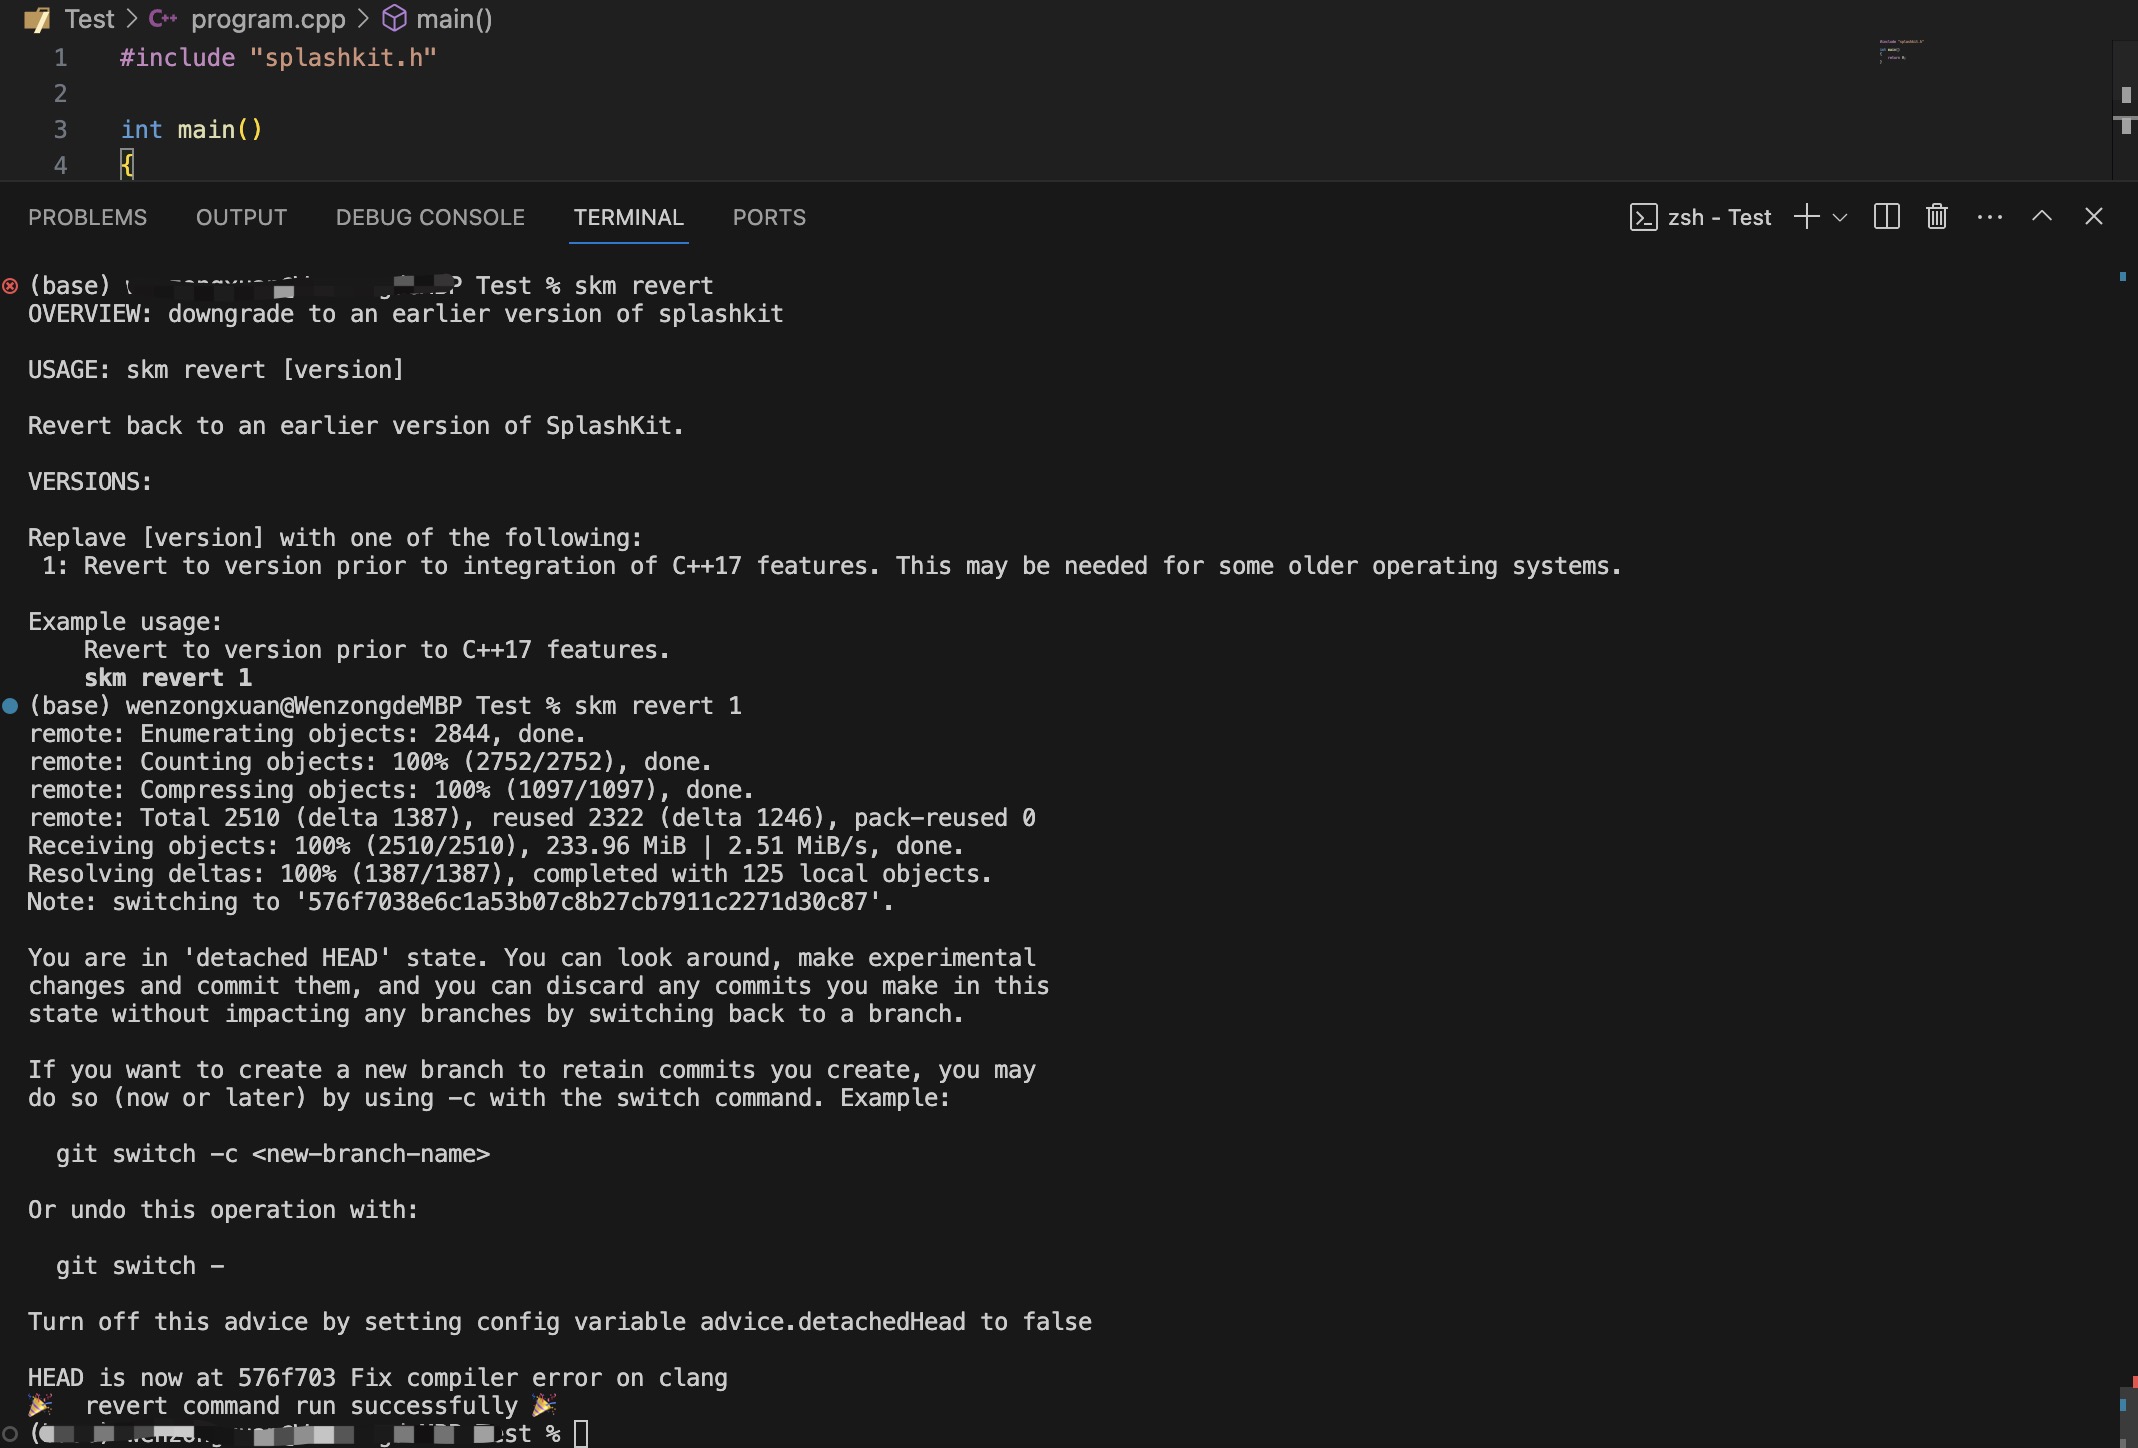 Test > C++ program.cpp > main()
1 #include "splashkit.h"
2
3 int main()
4 {
PROBLEMS OUTPUT DEBUG CONSOLE TERMINAL PORTS zsh - Test
(base) Test % skm revert
OVERVIEW: downgrade to an earlier version of splashkit
USAGE: skm revert [version]
Revert back to an earlier version of SplashKit.
VERSIONS:
Replave [version] with one of the following:
1: Revert to version prior to integration of C++17 features. This may be needed for some older operating systems.
Example usage:
Revert to version prior to C++17 features.
skm revert 1
(base) wenzongxuan@WenzongdeMBP Test % skm revert 1
remote: Enumerating objects: 2844, done.
remote: Counting objects: 100% (2752/2752), done.
remote: Compressing objects: 100% (1097/1097), done.
remote: Total 2510 (delta 1387), reused 2322 (delta 1246), pack-reused 0
Receiving objects: 100% (2510/2510), 233.96 MiB | 2.51 MiB/s, done.
Resolving deltas: 100% (1387/1387), completed with 125 local objects.
Note: switching to '576f7038e6c1a53b07c8b27cb7911c2271d30c87'.
You are in 'detached HEAD' state. You can look around, make experimental
changes and commit them, and you can discard any commits you make in this
state without impacting any branches by switching back to a branch.
If you want to create a new branch to retain commits you create, you may
do so (now or later) by using -c with the switch command. Example:
git switch -c <new-branch-name>
Or undo this operation with:
git switch -
Turn off this advice by setting config variable advice.detachedHead to false
HEAD is now at 576f703 Fix compiler error on clang
🎉 revert command run successfully 🎉
%